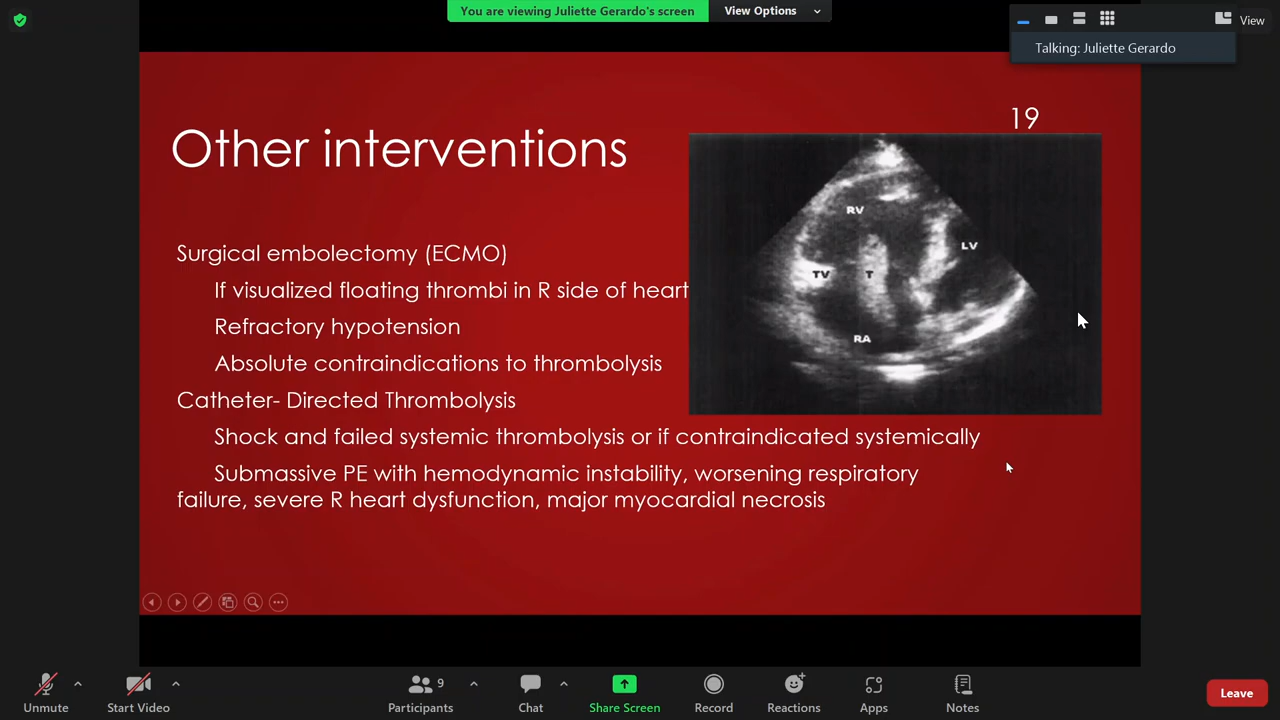 You are viewing Juliette Gerardo's screen
View Options
View
Talking: Juliette Gerardo
19
Other interventions
RV
LV
TV
T
RA
Surgical embolectomy (ECMO)
If visualized floating thrombi in R side of heart
Refractory hypotension
Absolute contraindications to thrombolysis
Catheter- Directed Thrombolysis
Shock and failed systemic thrombolysis or if contraindicated systemically
Submassive PE with hemodynamic instability, worsening respiratory
failure, severe R heart dysfunction, major myocardial necrosis
9
Unmute
Start Video
Participants
Chat
Share Screen
Record
Reactions
Apps
Notes
Leave